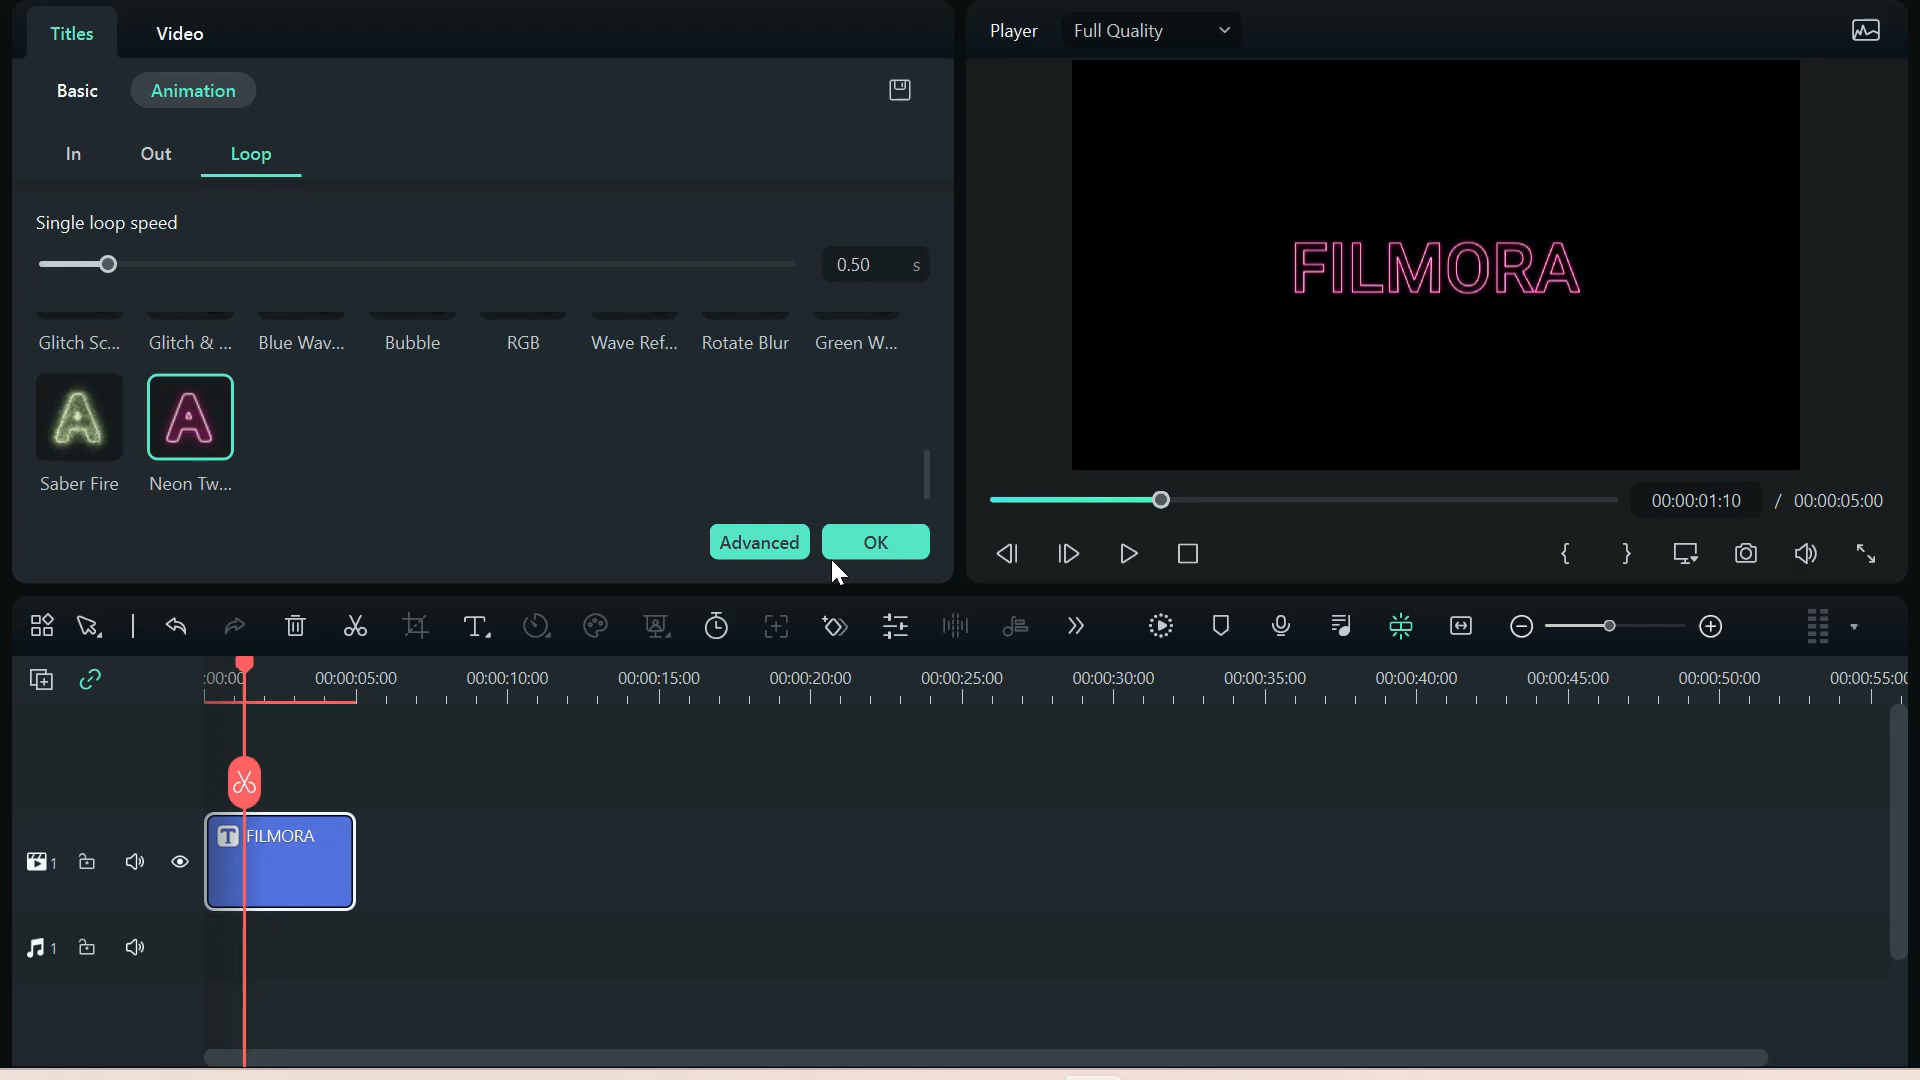 Titles
Video
Basic
Animation
In
Out
Loop
Single loop speed
0.50 s
Glitch Sc...
Glitch & ...
Blue Wav...
Bubble
RGB
Wave Ref...
Rotate Blur
Green W...
A
A
Saber Fire
Neon Tw...
Advanced
OK
Player
Full Quality
FILMORA
00:00:01:10 / 00:00:05:00
:00:00
00:00:05:00
00:00:10:00
00:00:15:00
00:00:20:00
00:00:25:00
00:00:30:00
00:00:35:00
00:00:40:00
00:00:45:00
00:00:50:00
00:00:55:0
T FILMORA
1
1